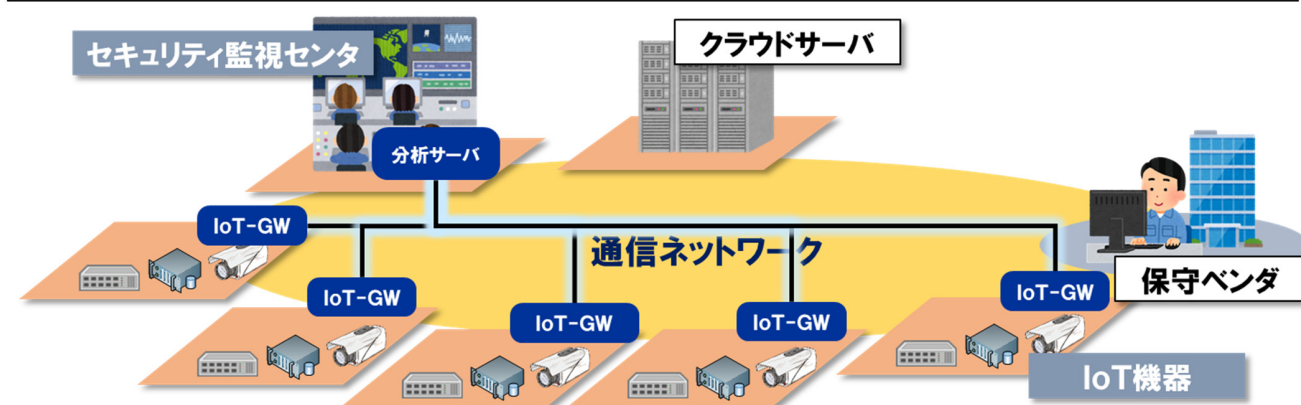 セキュリティ監視センタ
クラウドサーバ
分析サーバ
IoT-GW
通信ネットワーク
IoT-GW
IoT-GW
IoT-GW
IoT-GW
保守ベンダ
IoT機器